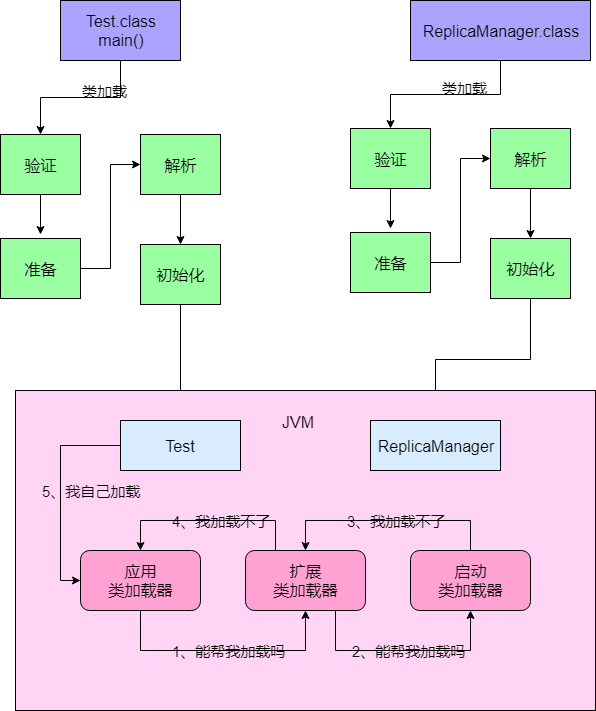 Test.class
main()
ReplicaManager.class
类加载
类加载
验证
解析
验证
解析
准备
初始化
准备
初始化
JVM
Test
ReplicaManager
5、我自己加载
4、我加载不了
3、我加载不了
应用
类加载器
扩展
类加载器
启动
类加载器
1、能帮我加载吗
2、能帮我加载吗